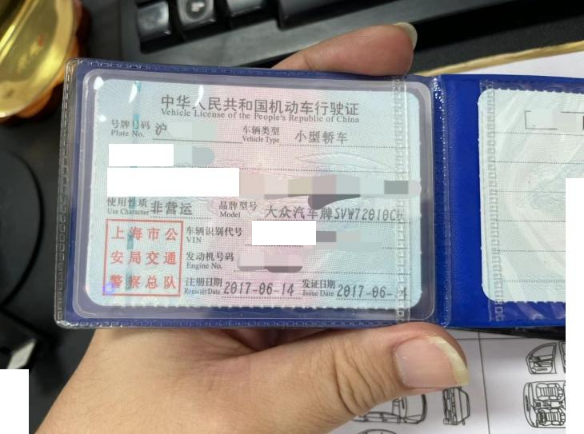 中华人民共和国机动车行驶证
Vehicle License of the People's Republic of China
号牌号码 沪 车辆类型 小型轿车
Plate No. Vehicle Type
使用性质 非营运 品牌型号 大众汽车牌SVW72010C
Use Character Model
上海市公
安局交通
警察总队
车辆识别代号
VIN
发动机号码
Engine No.
注册日期 2017-06-14 发证日期 2017-06-
Register Date Issue Date